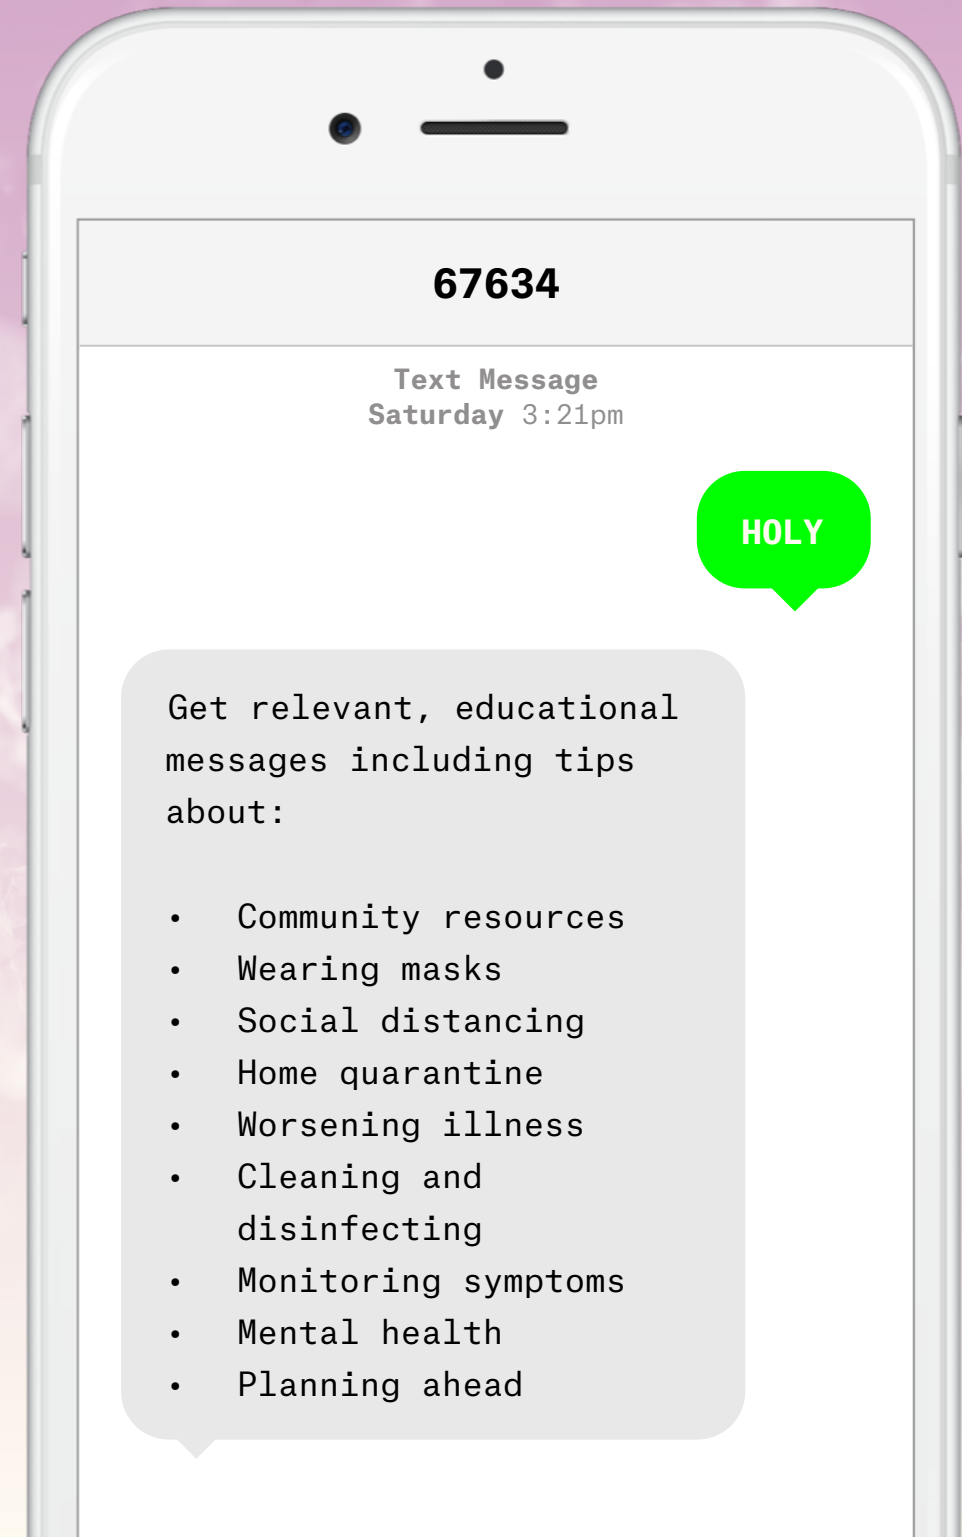 67634
Text Message
Saturday 3:21pm
HOLY
Get relevant, educational
messages including tips
about:
• Community resources
• Wearing masks
• Social distancing
• Home quarantine
• Worsening illness
• Cleaning and
disinfecting
• Monitoring symptoms
• Mental health
• Planning ahead